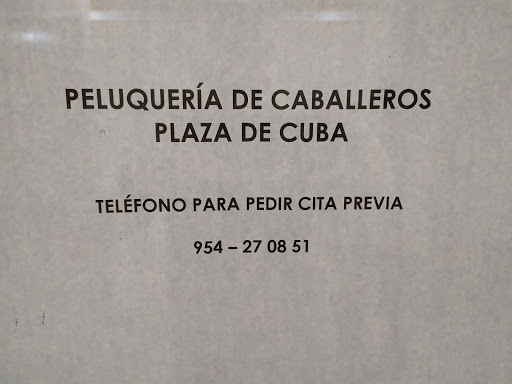 PELUQUERÍA DE CABALLEROS
PLAZA DE CUBA
TELÉFONO PARA PEDIR CITA PREVIA
954 – 27 08 51